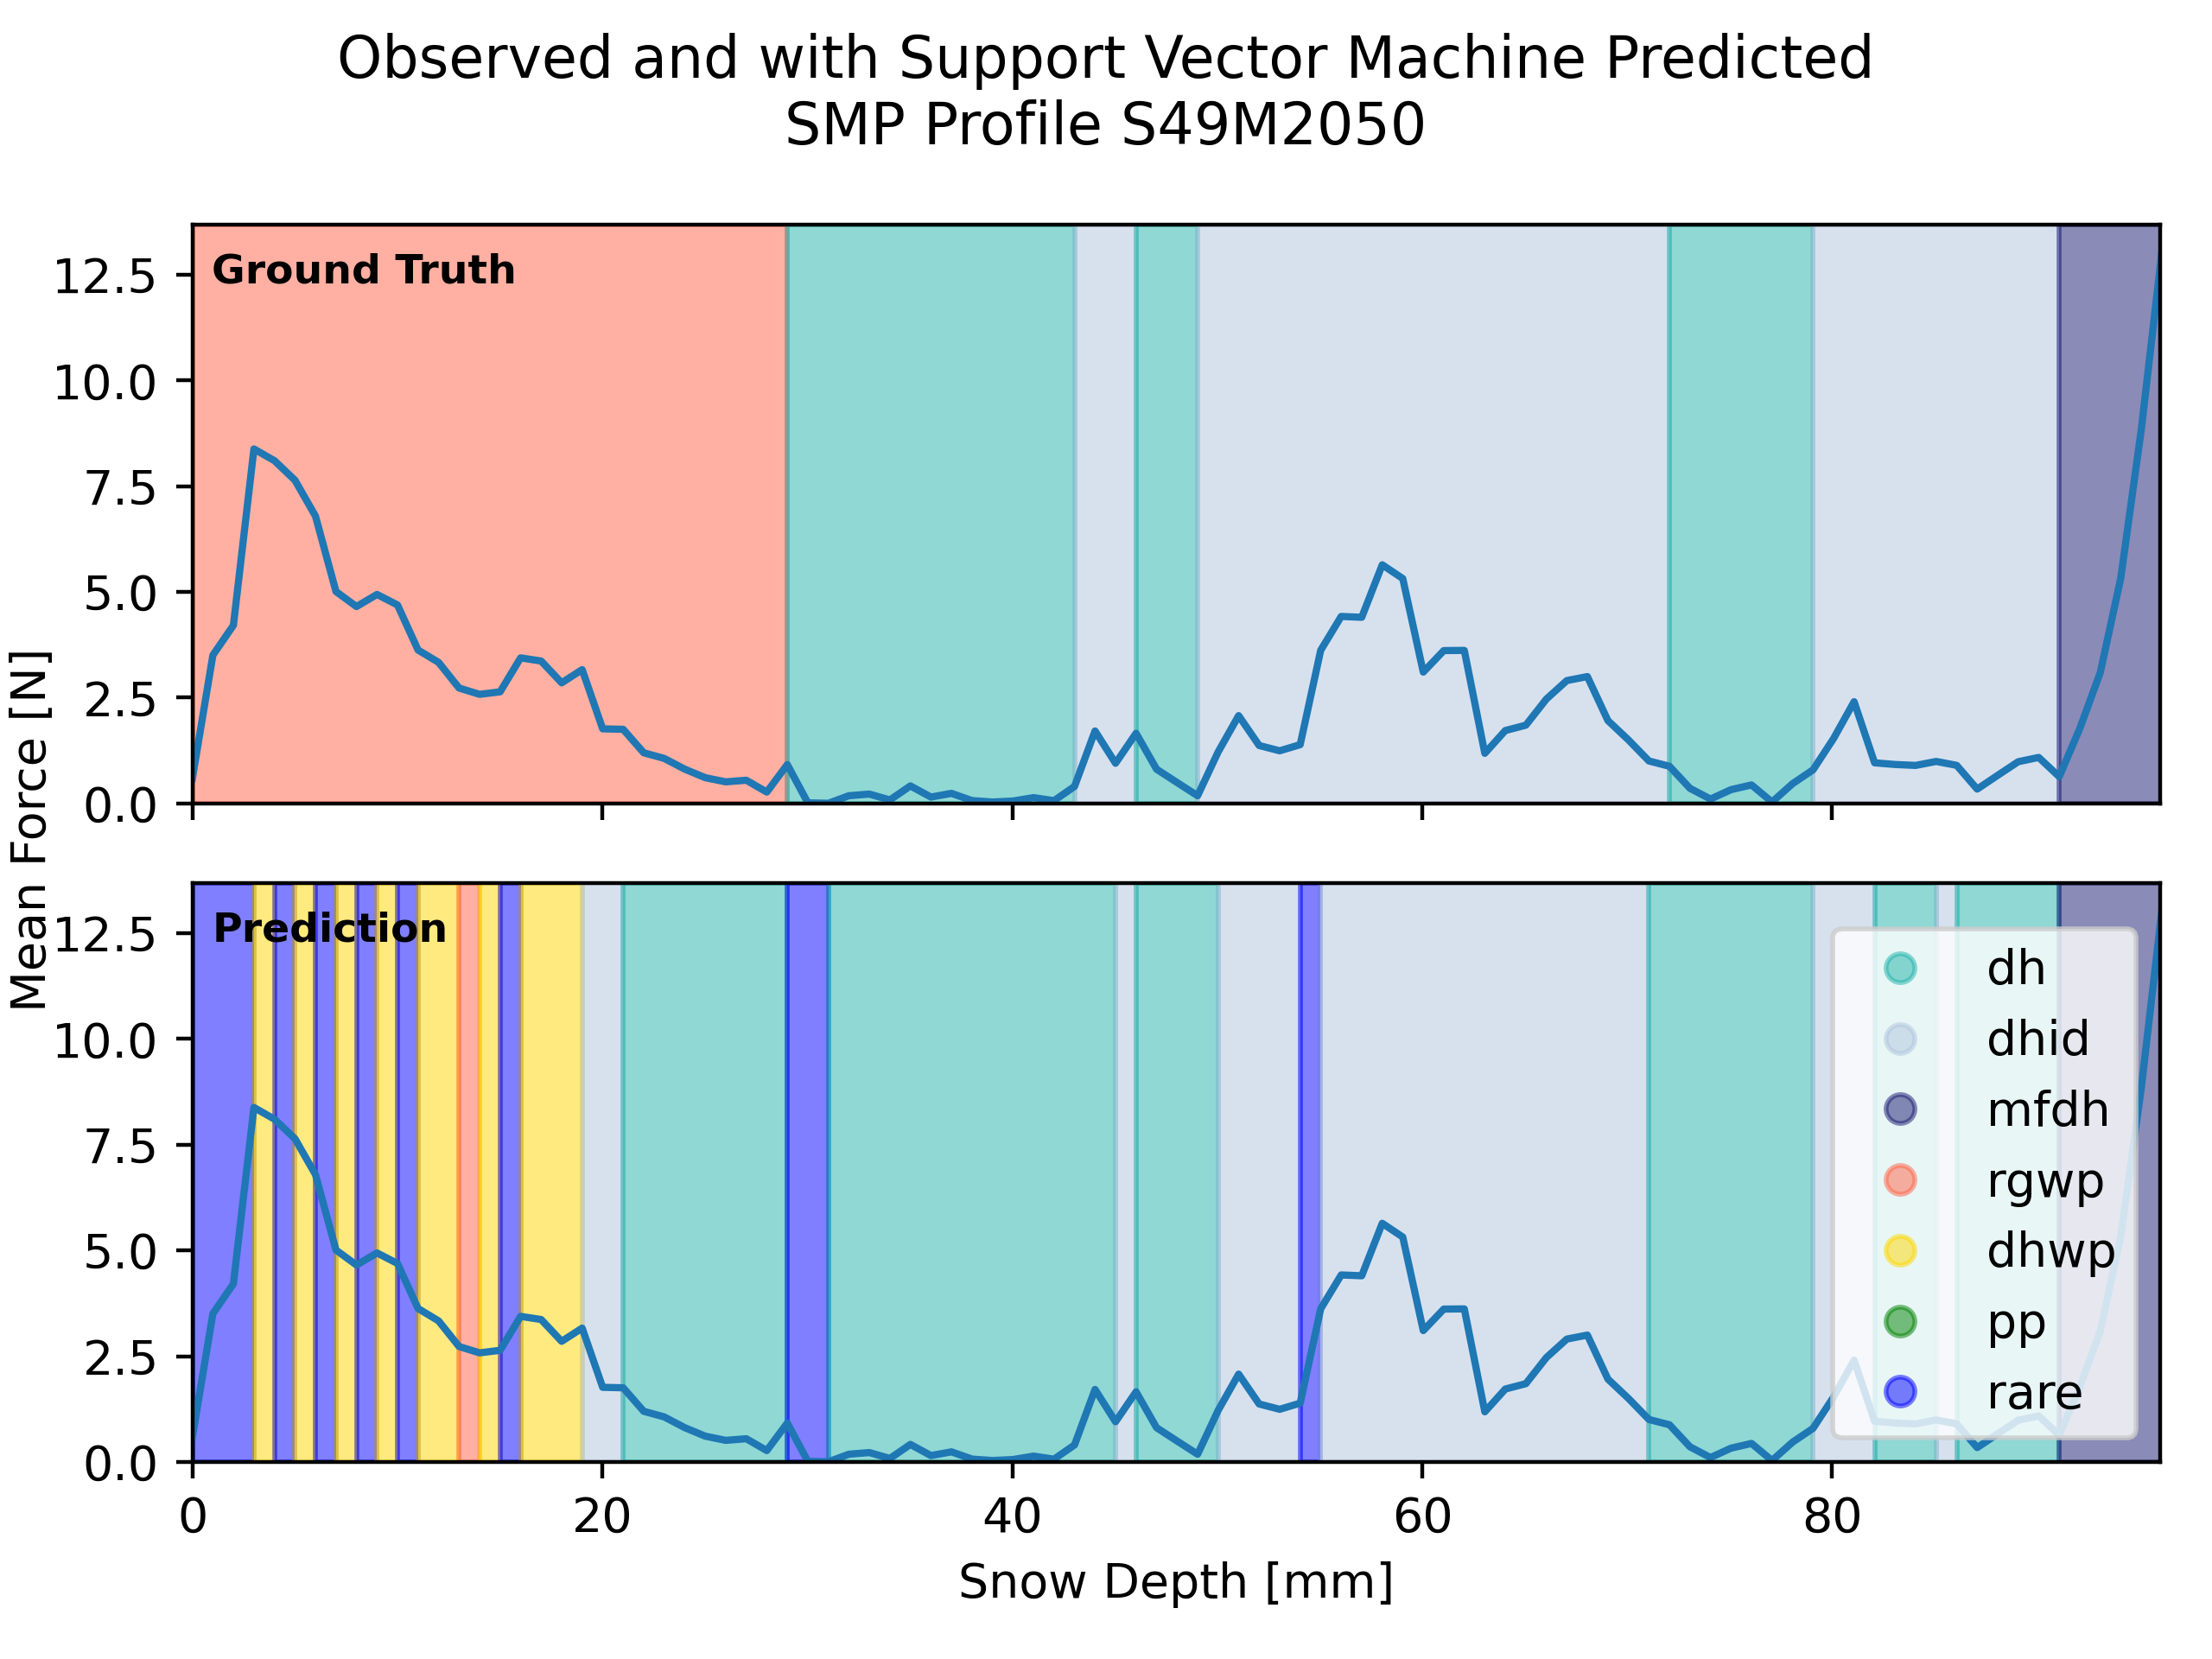 Observed and with Support Vector Machine Predicted
SMP Profile S49M2050
Mean Force [N]
Ground Truth
12.5
10.0
7.5
5.0
2.5
0.0
Prediction
12.5
10.0
7.5
5.0
2.5
0.0
dh
dhid
mfdh
rgwp
dhwp
pp
rare
0 20 40 60 80
Snow Depth [mm]